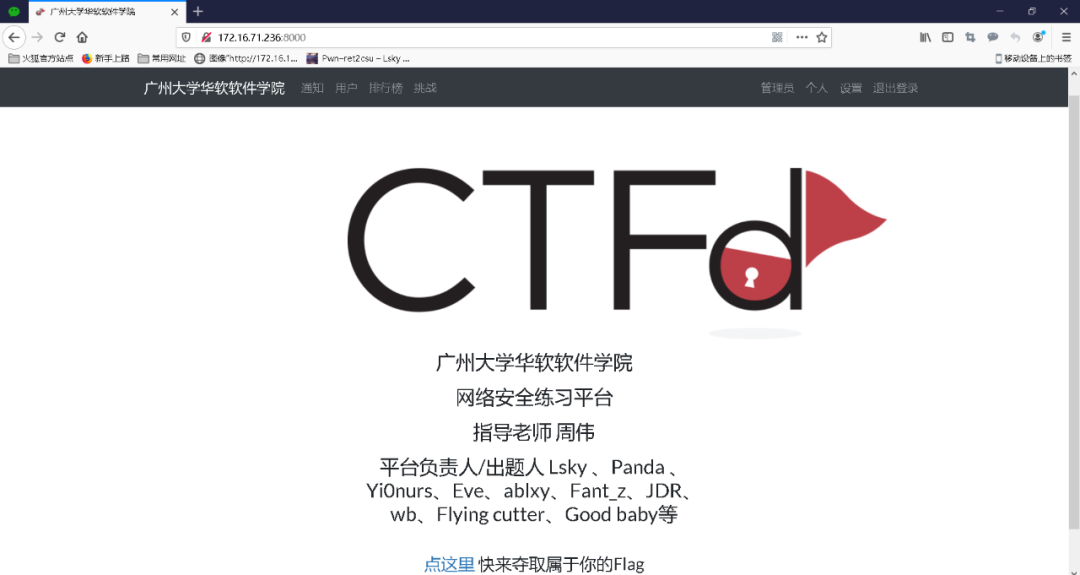 广州大学华软软件学院
172.16.71.236:8000
火狐官方站点 新手上路 常用网址 图像"http://172.16.1... Pwn-ret2csu – Lsky ... 移动设备上的书签
广州大学华软软件学院 通知 用户 排行榜 挑战 管理员 个人 设置 退出登录
CTFd
广州大学华软软件学院
网络安全练习平台
指导老师 周伟
平台负责人/出题人 Lsky 、Panda 、
Yi0nurs、Eve、ablxy、Fant_z、JDR、
wb、Flying cutter、Good baby等
点这里 快来夺取属于你的Flag